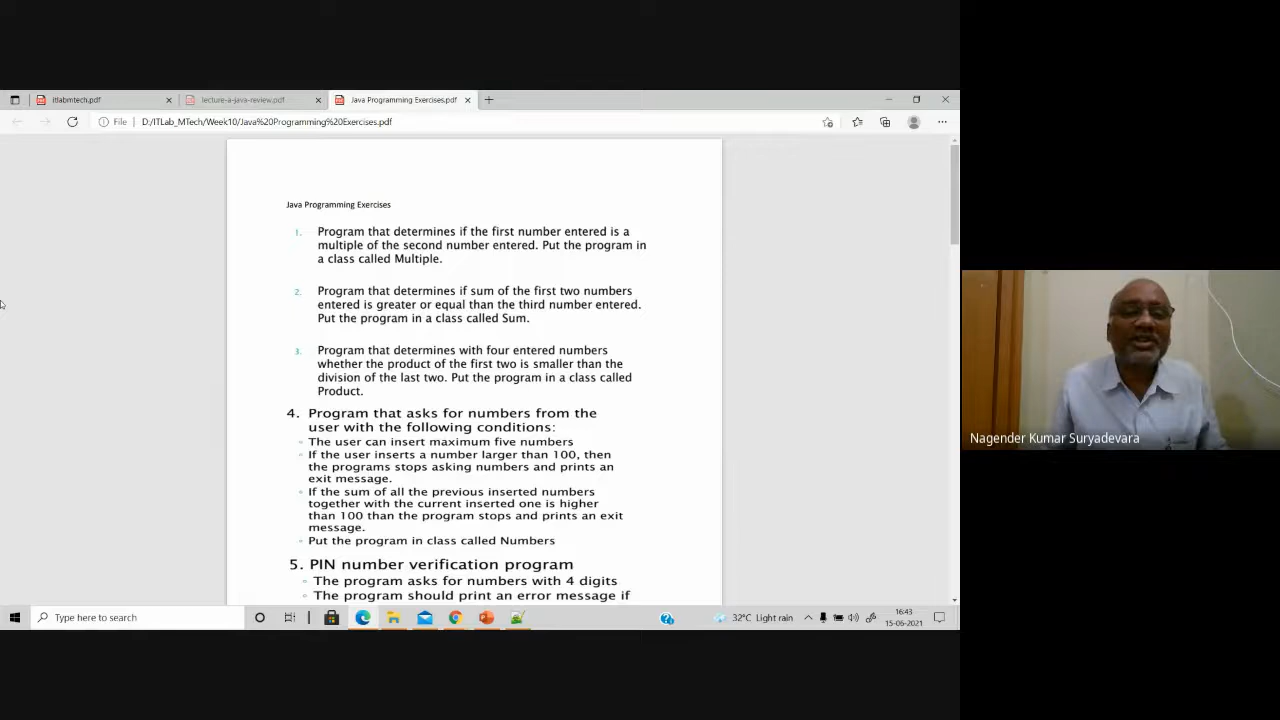 itlabmtech.pdf
lecture-a-java-review.pdf
Java Programming Exercises.pdf
File
D:/ITLab_MTech/Week10/Java%20Programming%20Exercises.pdf
Java Programming Exercises
1. Program that determines if the first number entered is a
multiple of the second number entered. Put the program in
a class called Multiple.
2. Program that determines if sum of the first two numbers
entered is greater or equal than the third number entered.
Put the program in a class called Sum.
3. Program that determines with four entered numbers
whether the product of the first two is smaller than the
division of the last two. Put the program in a class called
Product.
4. Program that asks for numbers from the
user with the following conditions:
◦ The user can insert maximum five numbers
◦ If the user inserts a number larger than 100, then
the programs stops asking numbers and prints an
exit message.
◦ If the sum of all the previous inserted numbers
together with the current inserted one is higher
than 100 than the program stops and prints an exit
message.
◦ Put the program in class called Numbers
5. PIN number verification program
◦ The program asks for numbers with 4 digits
◦ The program should print an error message if
Nagender Kumar Suryadevara
Type here to search
32°C Light rain
16:43
15-06-2021